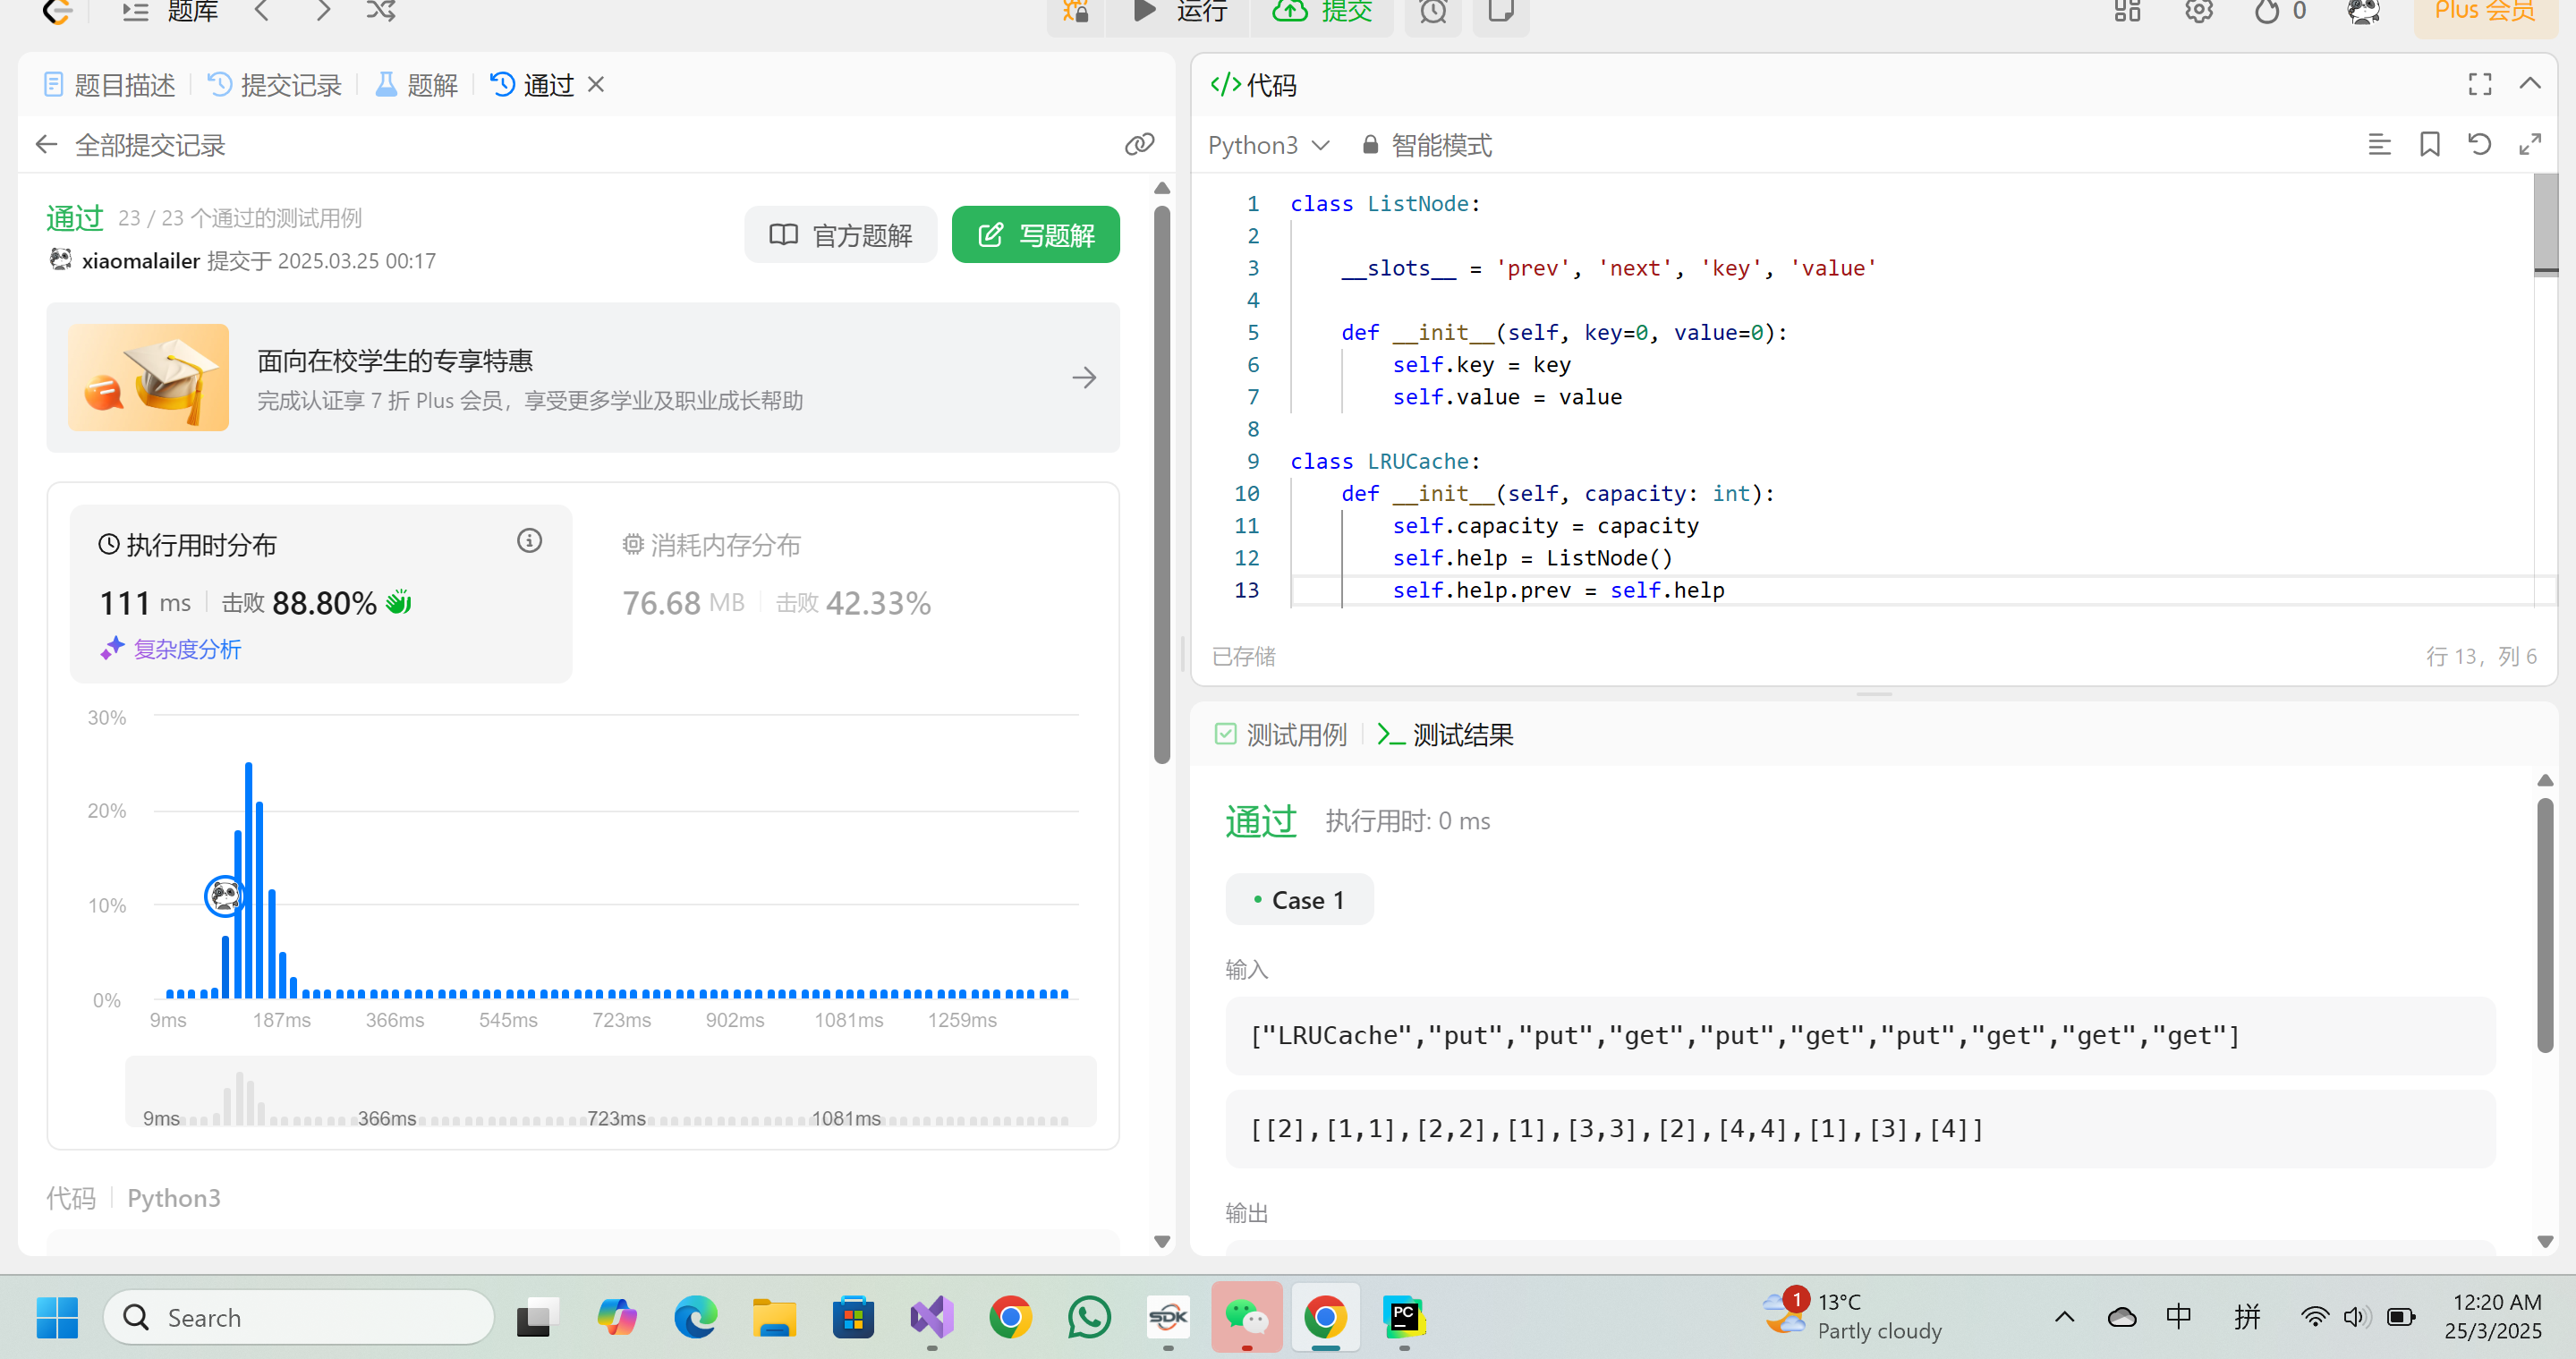 题库
运行
提交
0
Plus 会员
题目描述
提交记录
题解
通过
全部提交记录
通过 23 / 23 个通过的测试用例
官方题解
写题解
xiaomalailer 提交于 2025.03.25 00:17
面向在校学生的专享特惠
完成认证享 7 折 Plus 会员，享受更多学业及职业成长帮助
执行用时分布
111 ms 击败 88.80%
复杂度分析
消耗内存分布
76.68 MB 击败 42.33%
30%
20%
10%
0%
9ms 187ms 366ms 545ms 723ms 902ms 1081ms 1259ms
9ms 366ms 723ms 1081ms
代码 Python3
</>代码
Python3 智能模式
1 class ListNode:
2
3 __slots__ = 'prev', 'next', 'key', 'value'
4
5 def __init__(self, key=0, value=0):
6 self.key = key
7 self.value = value
8
9 class LRUCache:
10 def __init__(self, capacity: int):
11 self.capacity = capacity
12 self.help = ListNode()
13 self.help.prev = self.help
已存储
行 13，列 6
测试用例
测试结果
通过 执行用时: 0 ms
• Case 1
输入
["LRUCache","put","put","get","put","get","put","get","get","get"]
[[2],[1,1],[2,2],[1],[3,3],[2],[4,4],[1],[3],[4]]
输出
Search
SDK
PC
1
13°C
Partly cloudy
中
拼
12:20 AM
25/3/2025